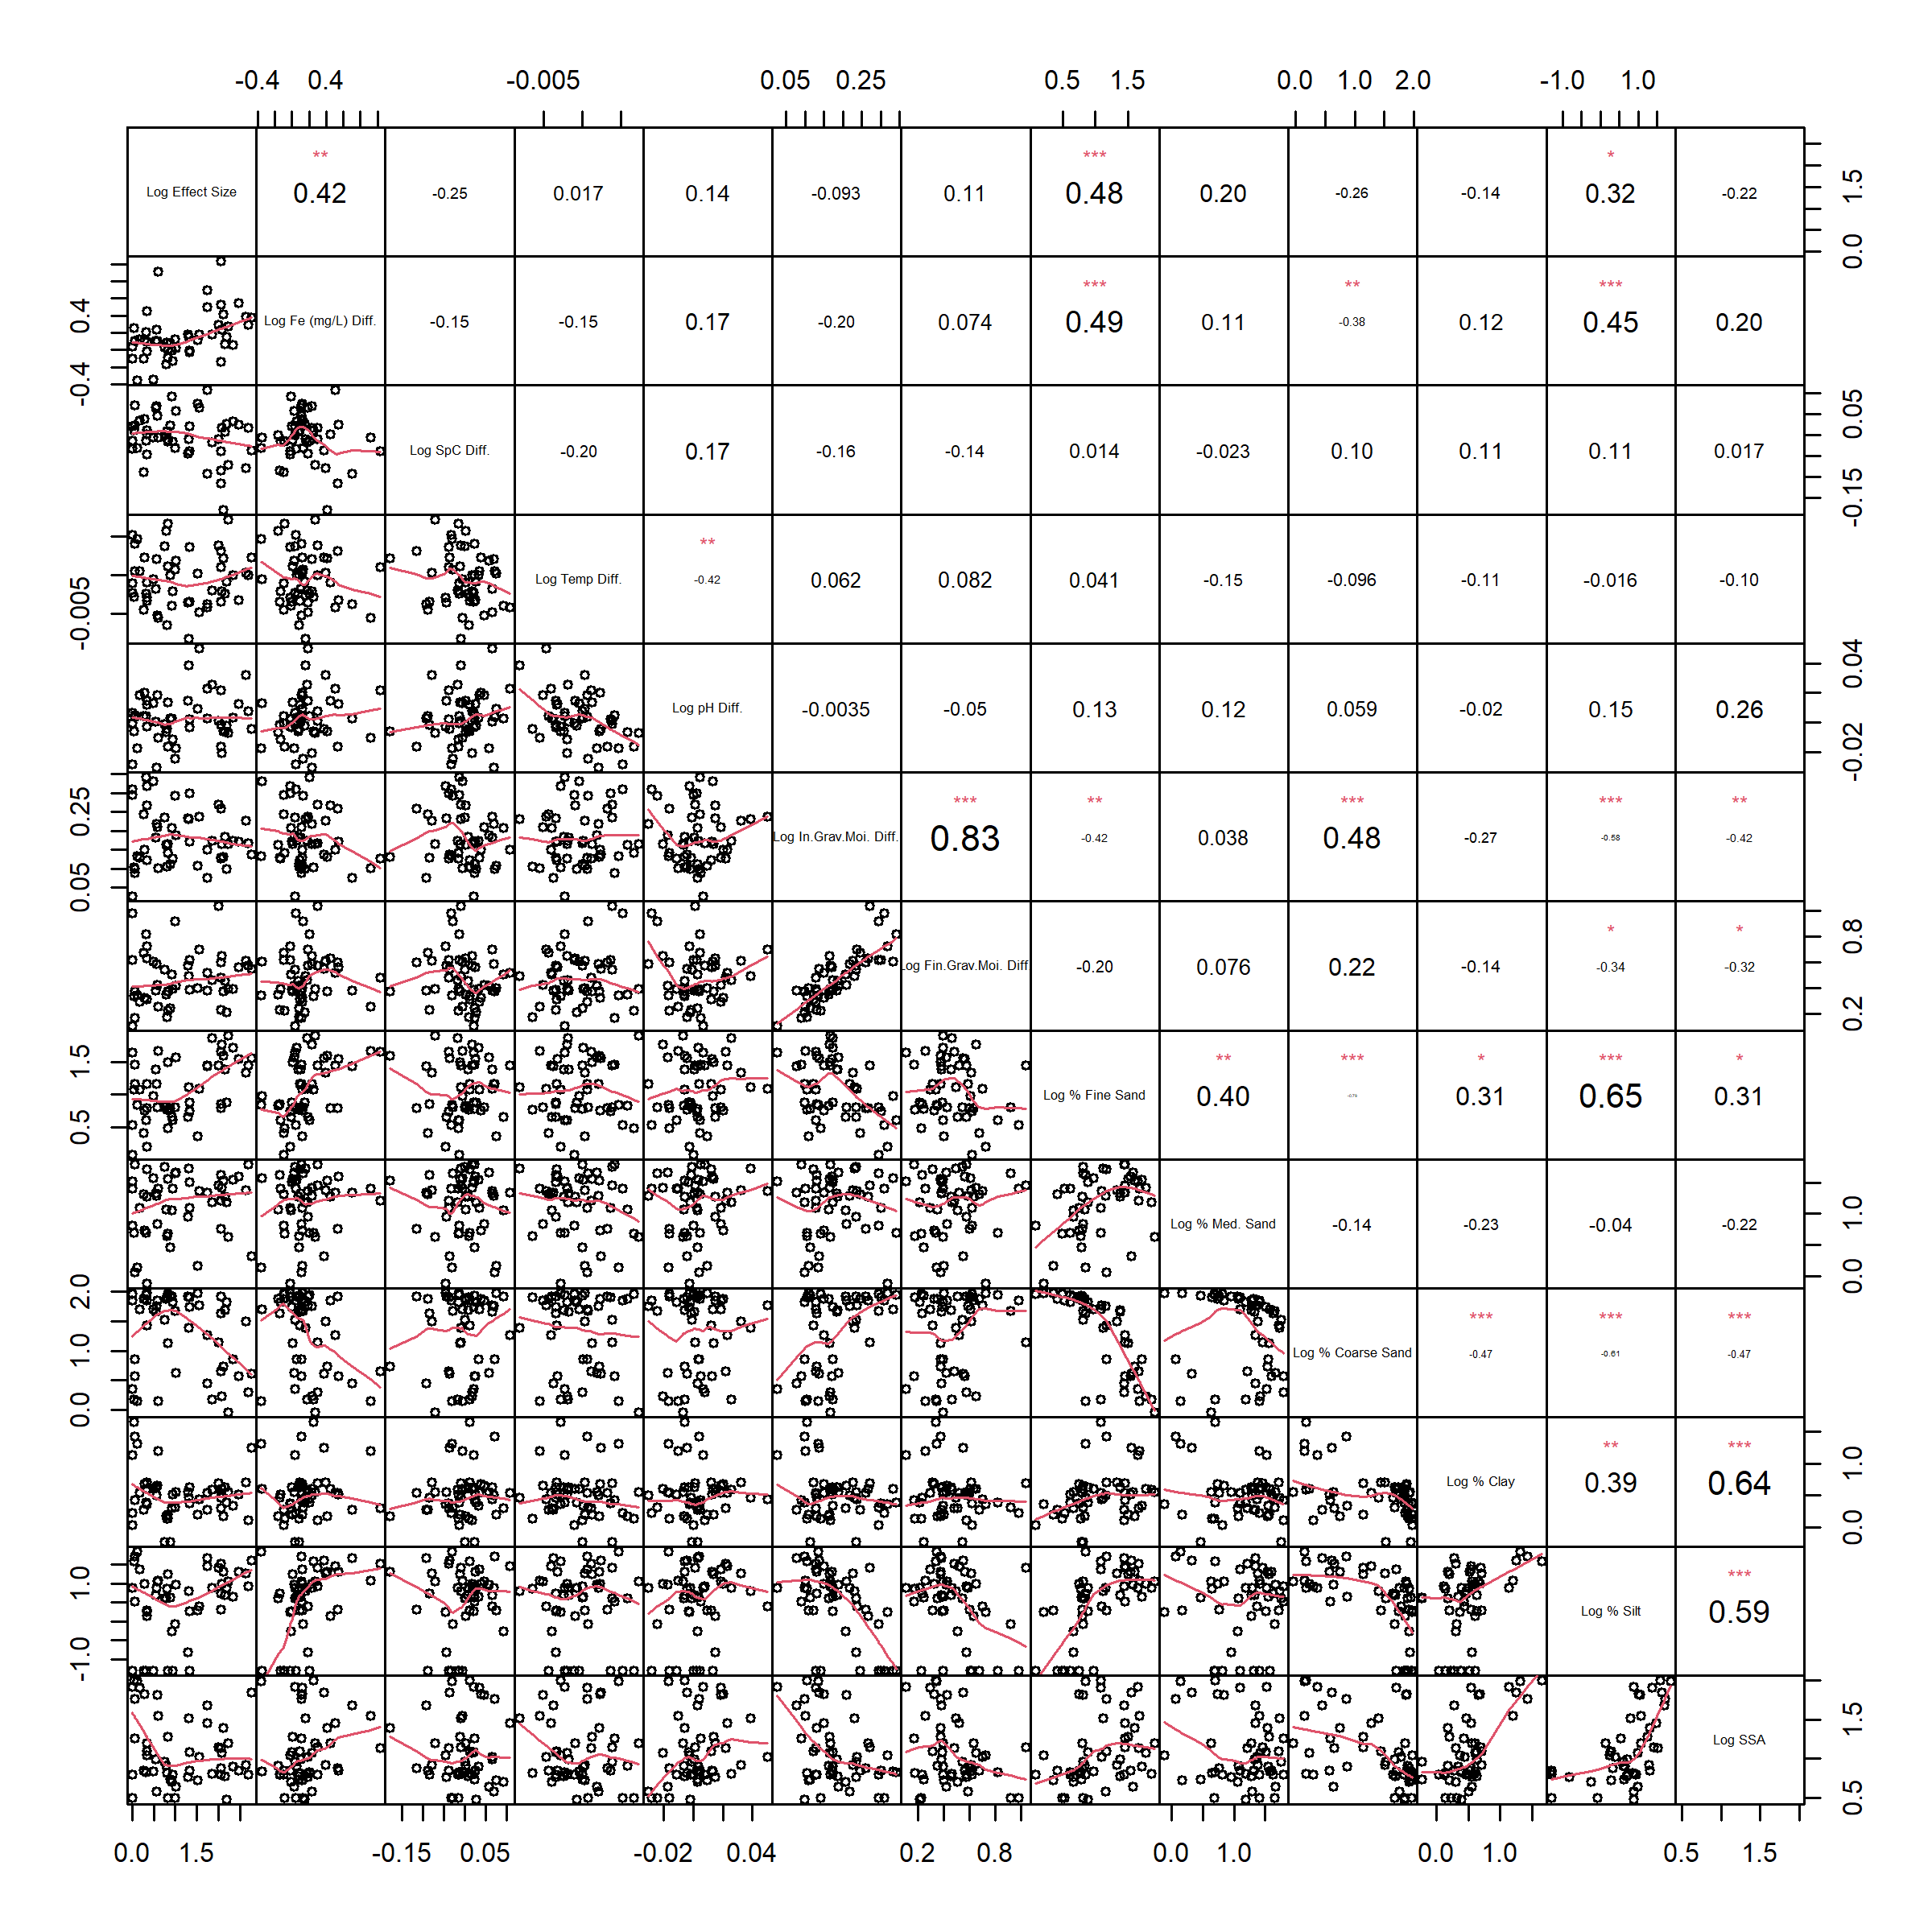 -0.4 0.4 -0.005 0.05 0.25 0.5 1.5 0.0 1.0 2.0 -1.0 1.0
** *** *
Log Effect Size 0.42 -0.25 0.017 0.14 -0.093 0.11 0.48 0.20 -0.26 -0.14 0.32 -0.22 0.0 1.5
*** ** ***
-0.4 0.4 Log Fe (mg/L) Diff. -0.15 -0.15 0.17 -0.20 0.074 0.49 0.11 -0.38 0.12 0.45 0.20
Log SpC Diff. -0.20 0.17 -0.16 -0.14 0.014 -0.023 0.10 0.11 0.11 0.017 -0.15 0.05
**
-0.005 Log Temp Diff. -0.42 0.062 0.082 0.041 -0.15 -0.096 -0.11 -0.016 -0.10
Log pH Diff. -0.0035 -0.05 0.13 0.12 0.059 -0.02 0.15 0.26 -0.02 0.04
*** ** *** *** **
0.05 0.25 Log In.Grav.Moi. Diff. 0.83 -0.42 0.038 0.48 -0.27 -0.58 -0.42
* *
Log Fin.Grav.Moi. Diff -0.20 0.076 0.22 -0.14 -0.34 -0.32 0.2 0.8
** *** * *** *
0.5 1.5 Log % Fine Sand 0.40 0.31 0.65 0.31
Log % Med. Sand -0.14 -0.23 -0.04 -0.22 0.0 1.0
*** *** ***
0.0 1.0 2.0 Log % Coarse Sand -0.47 -0.61 -0.47
** ***
Log % Clay 0.39 0.64 0.0 1.0
***
-1.0 1.0 Log % Silt 0.59
Log SSA 0.5 1.5
0.0 1.5 -0.15 0.05 -0.02 0.04 0.2 0.8 0.0 1.0 0.0 1.0 0.5 1.5